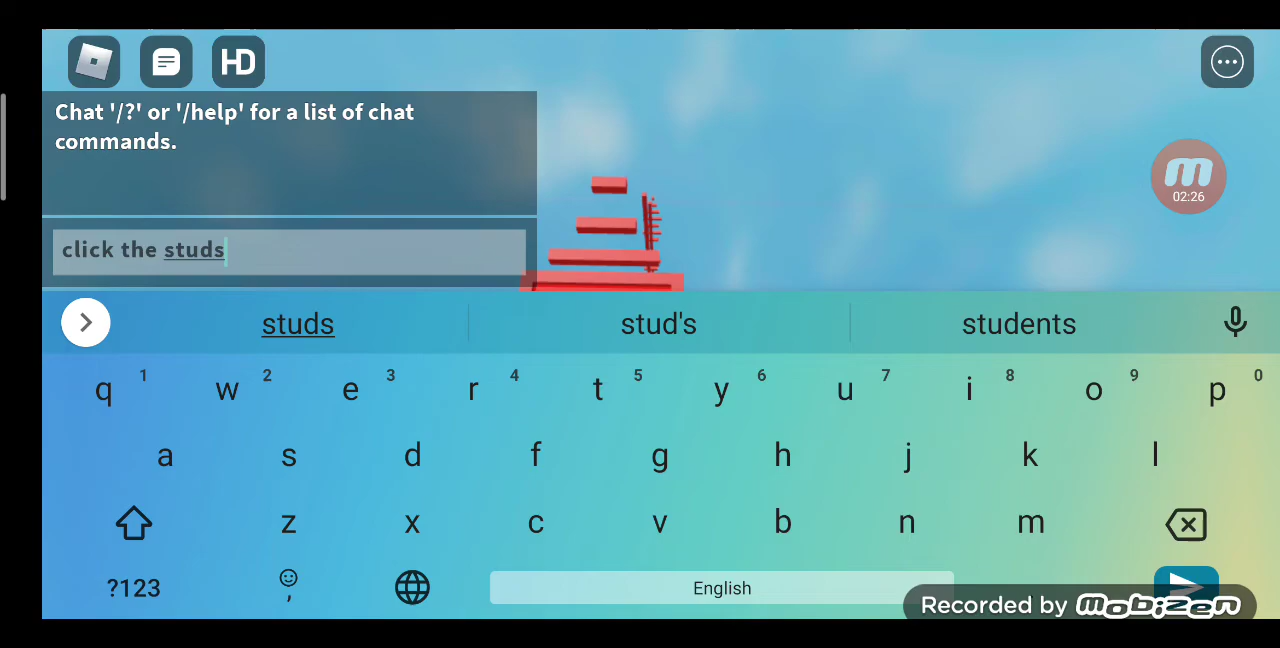 HD
Chat '/?' or '/help' for a list of chat
commands.
m
02:26
click the studs
studs
stud's
students
1 2 3 4 5 6 7 8 9 0
q w e r t y u i o p
a s d f g h j k l
z x c v b n m
?123
,
English
Recorded by mobizen